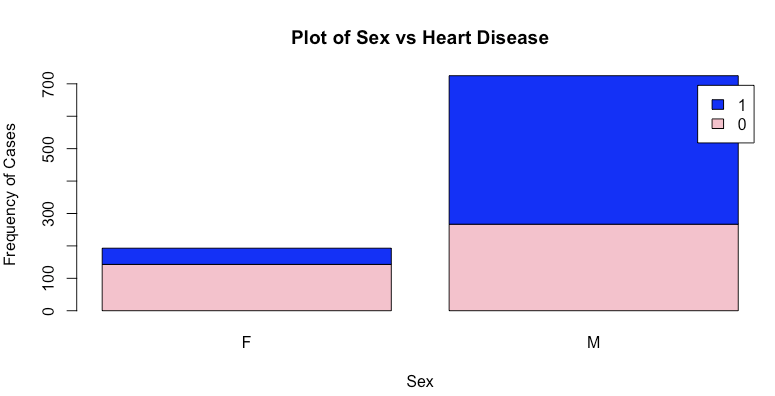 Plot of Sex vs Heart Disease
Frequency of Cases
700
500
300
100
0
1
0
F
M
Sex